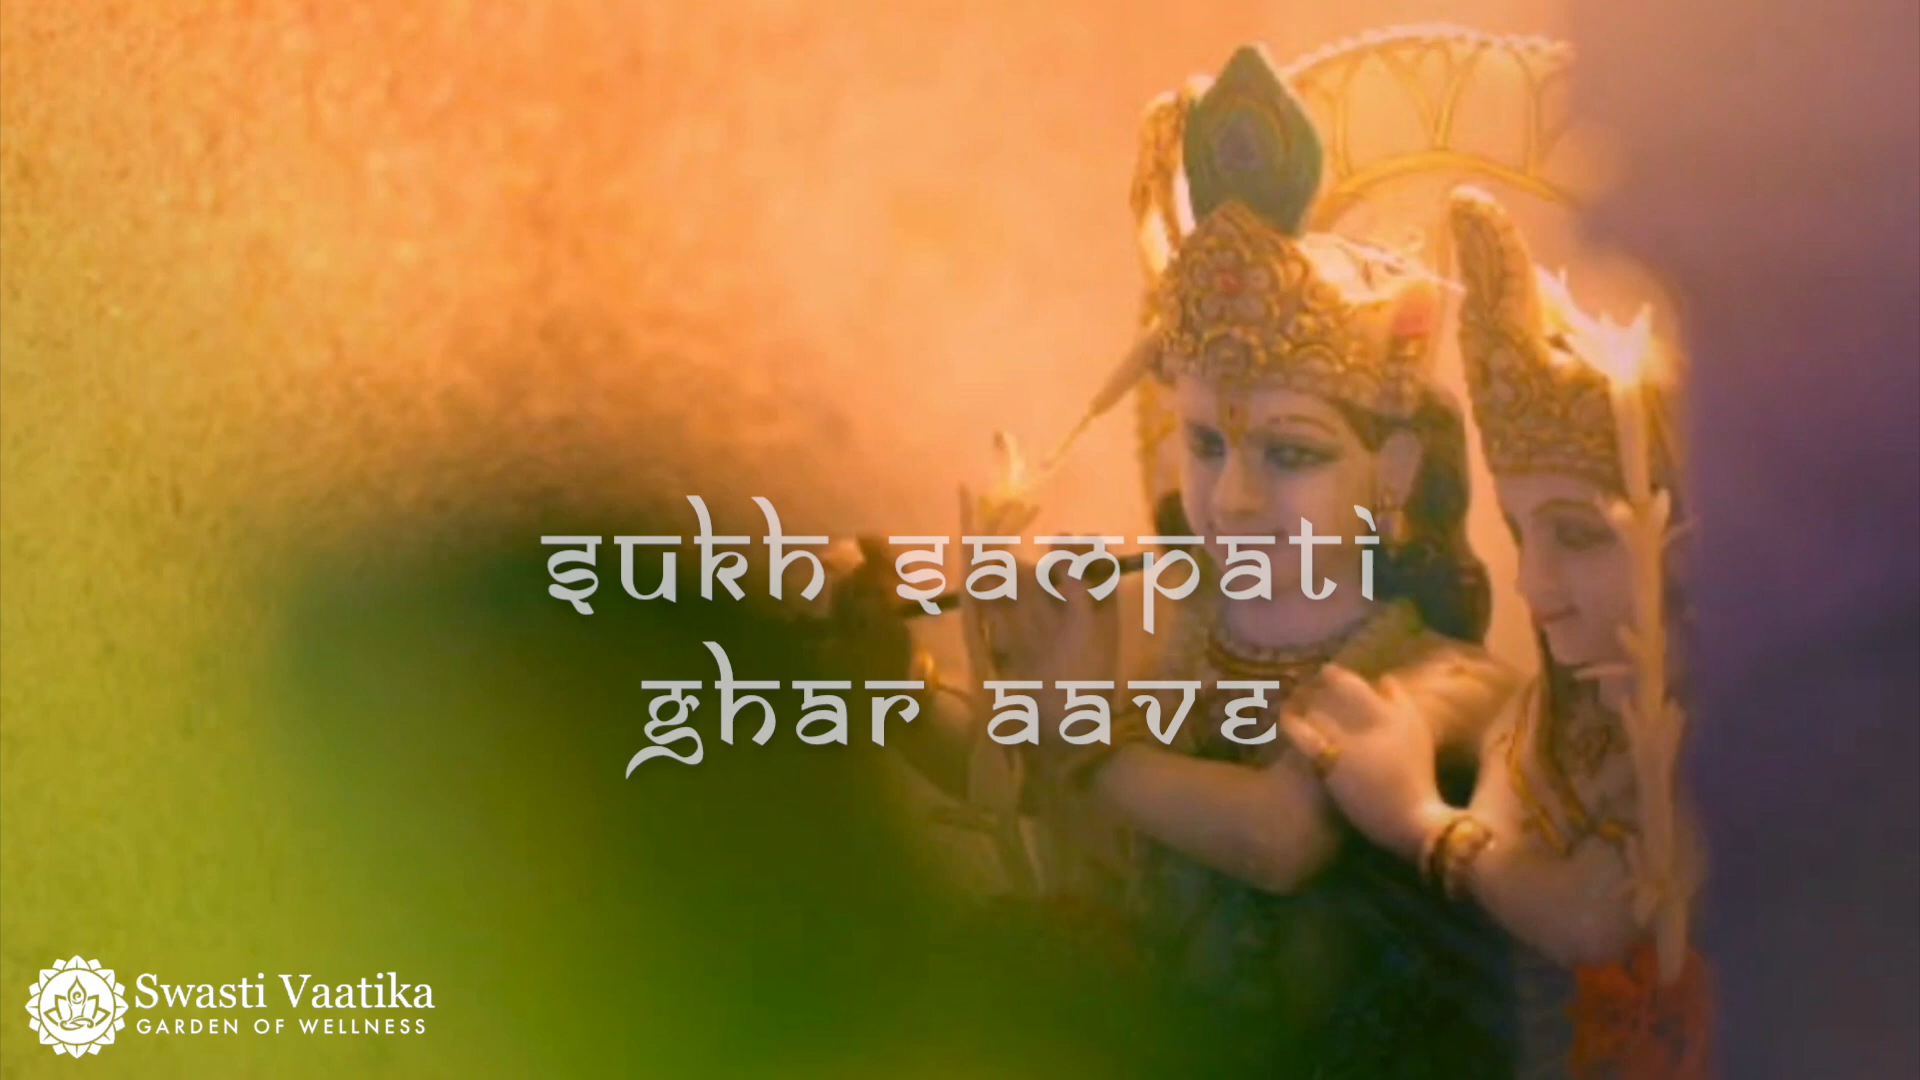 sukh sampati
ghar aave
Swasti Vaatika
GARDEN OF WELLNESS